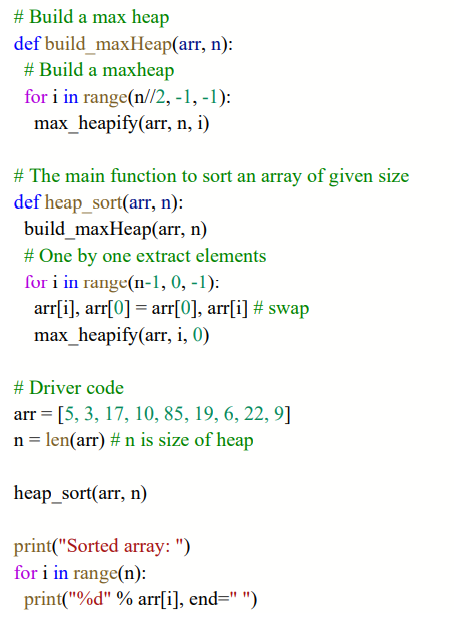 # Build a max heap
def build_maxHeap(arr, n):
  # Build a maxheap
  for i in range(n//2, -1, -1):
    max_heapify(arr, n, i)

# The main function to sort an array of given size
def heap_sort(arr, n):
  build_maxHeap(arr, n)
  # One by one extract elements
  for i in range(n-1, 0, -1):
    arr[i], arr[0] = arr[0], arr[i] # swap
    max_heapify(arr, i, 0)

# Driver code
arr = [5, 3, 17, 10, 85, 19, 6, 22, 9]
n = len(arr) # n is size of heap

heap_sort(arr, n)

print("Sorted array: ")
for i in range(n):
  print("%d" % arr[i], end=" ")